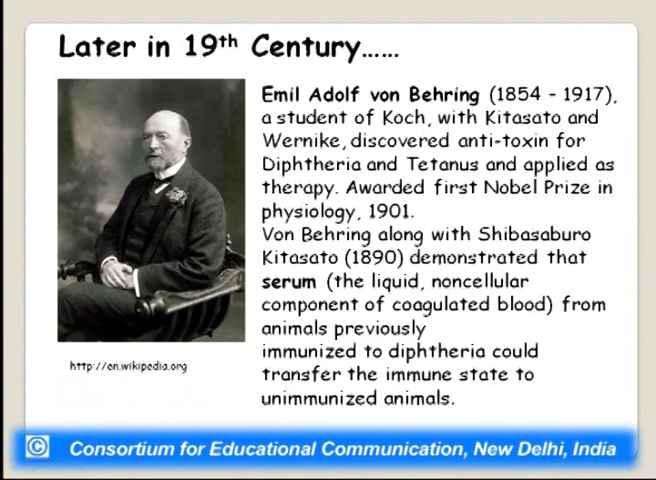 Later in 19th Century......
Emil Adolf von Behring (1854 - 1917),
a student of Koch, with Kitasato and
Wernike, discovered anti-toxin for
Diphtheria and Tetanus and applied as
therapy. Awarded first Nobel Prize in
physiology, 1901.
Von Behring along with Shibasaburo
Kitasato (1890) demonstrated that
serum (the liquid, noncellular
component of coagulated blood) from
animals previously
immunized to diphtheria could
transfer the immune state to
unimmunized animals.
http://en.wikipedia.org
© Consortium for Educational Communication, New Delhi, India